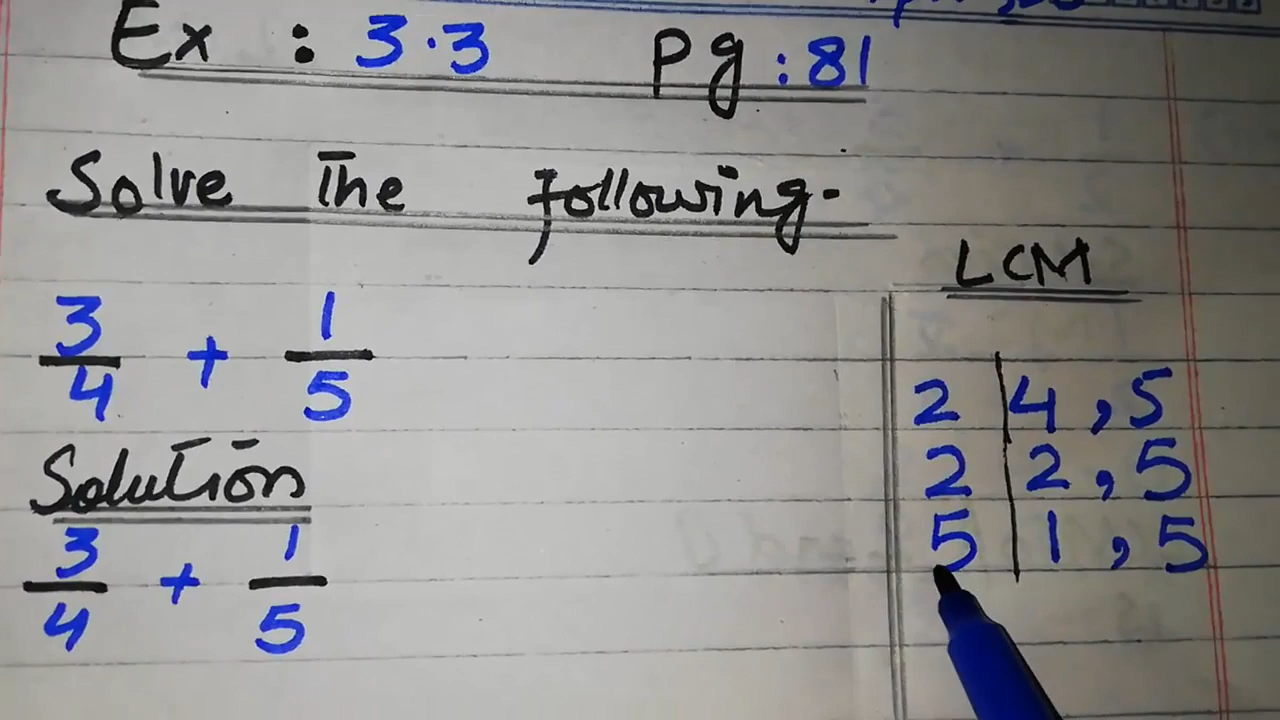 Ex : 3.3 Pg : 81
Solve The following.
LCM
3/4 + 1/5
2 | 4 , 5
2 | 2 , 5
5 | 1 , 5
Solution
3/4 + 1/5